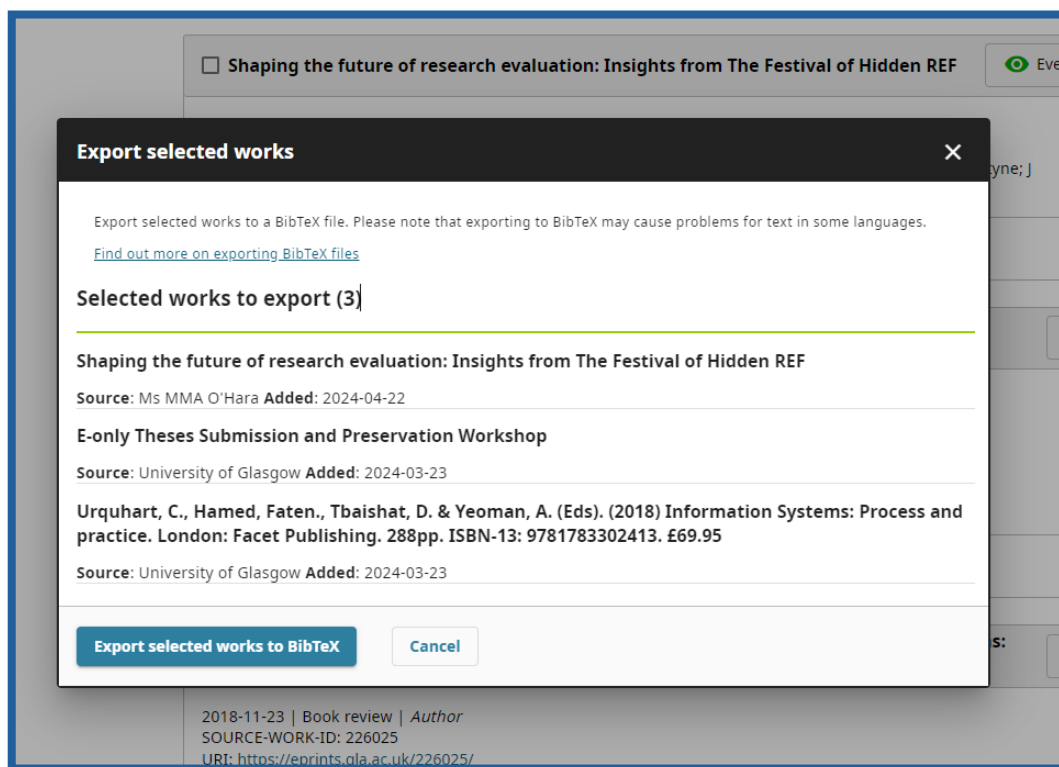 Shaping the future of research evaluation: Insights from The Festival of Hidden REF
Export selected works
Export selected works to a BibTeX file. Please note that exporting to BibTeX may cause problems for text in some languages.
Find out more on exporting BibTeX files
Selected works to export (3)
Shaping the future of research evaluation: Insights from The Festival of Hidden REF
Source: Ms MMA O'Hara Added: 2024-04-22
E-only Theses Submission and Preservation Workshop
Source: University of Glasgow Added: 2024-03-23
Urquhart, C., Hamed, Faten., Tbaishat, D. & Yeoman, A. (Eds). (2018) Information Systems: Process and
practice. London: Facet Publishing. 288pp. ISBN-13: 9781783302413. £69.95
Source: University of Glasgow Added: 2024-03-23
Export selected works to BibTeX Cancel
2018-11-23 | Book review | Author
SOURCE-WORK-ID: 226025
URI: https://eprints.gla.ac.uk/226025/